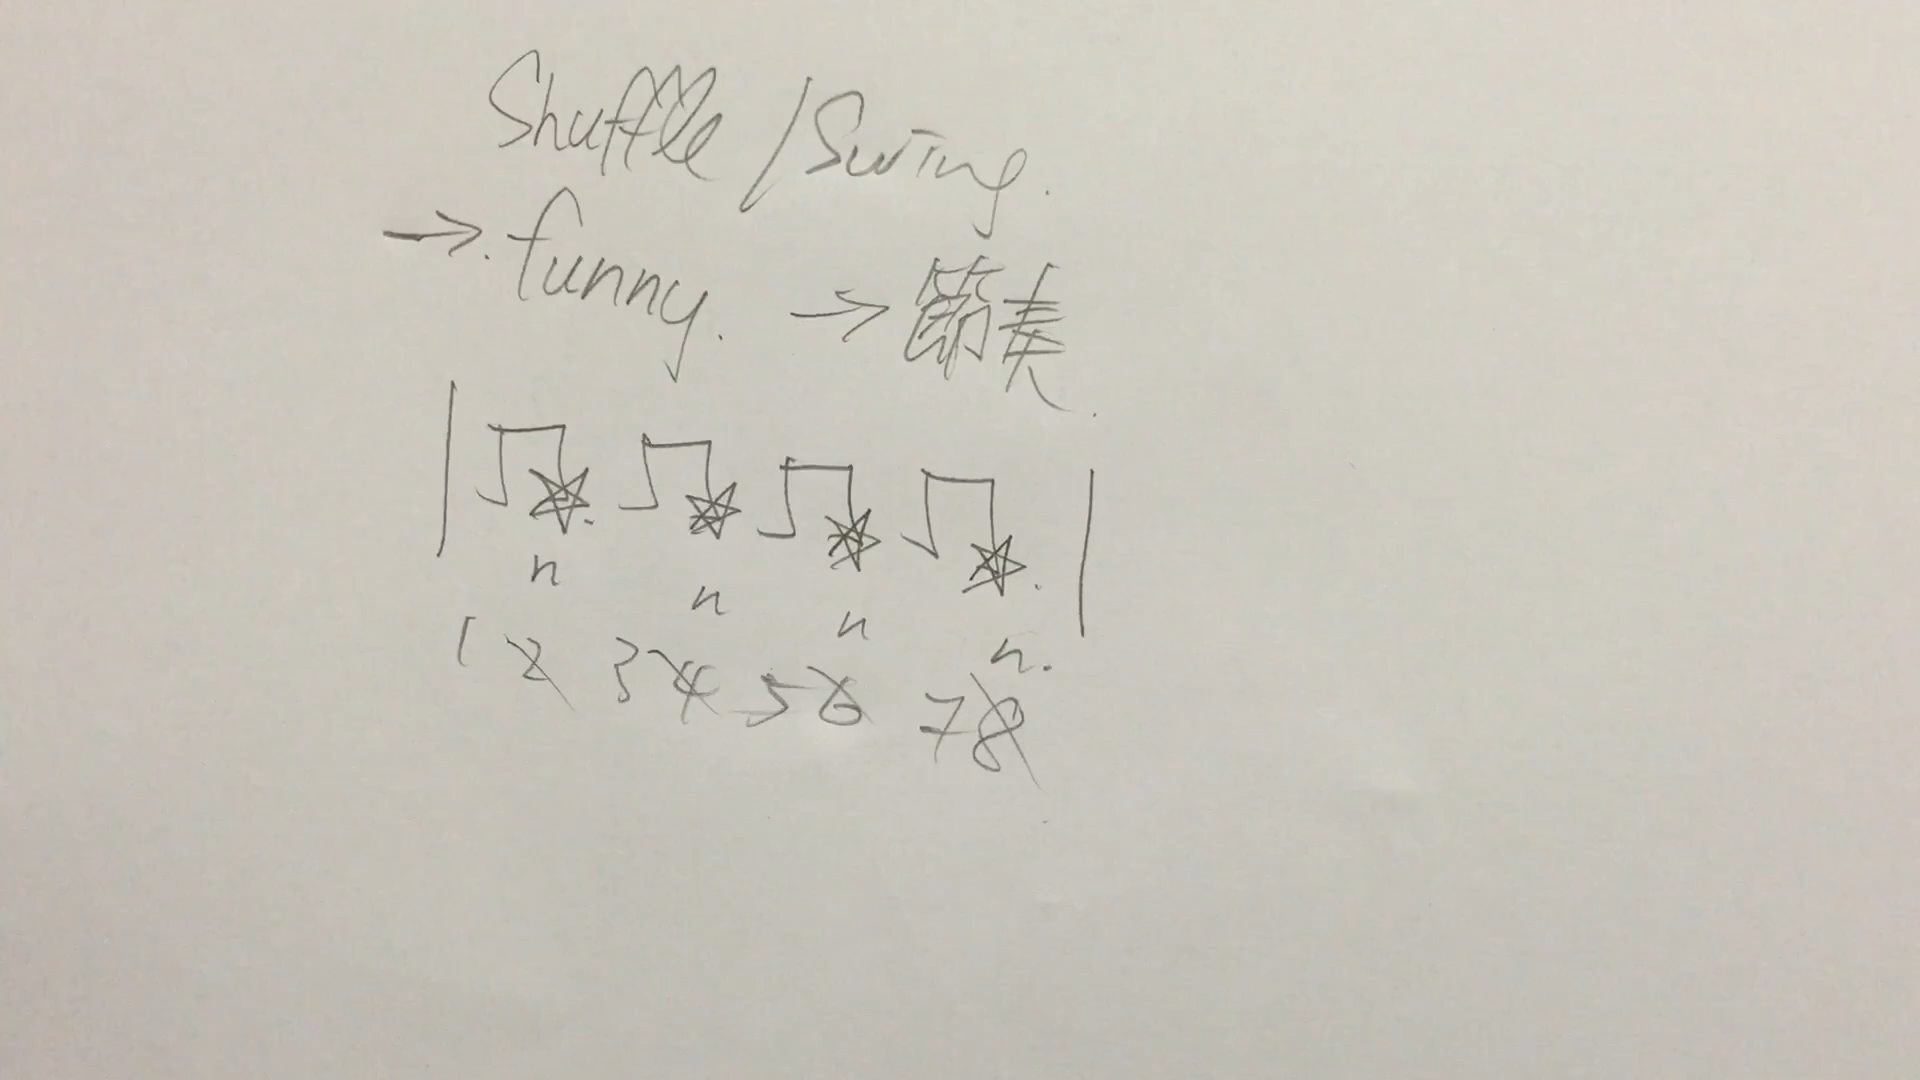 Shuffle / Swing.
→. funny. → 節奏.
n n n n.
1 2 3 4 5 6 7 8